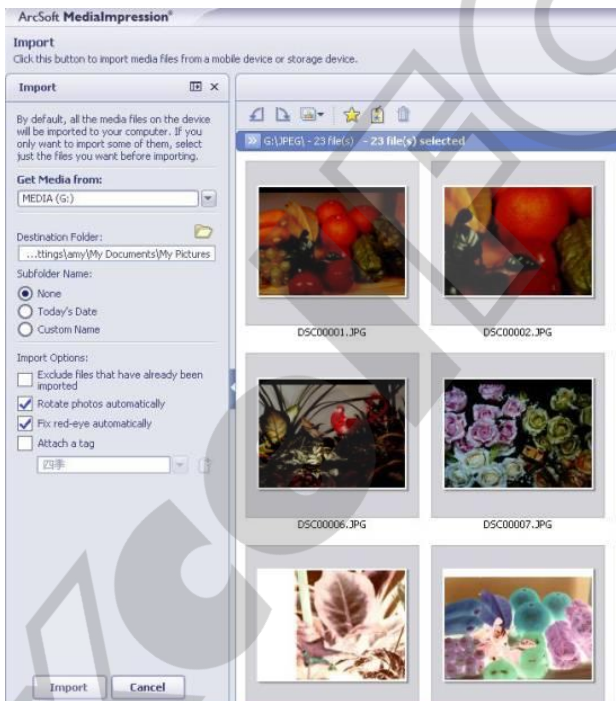 ArcSoft MediaImpression®
Import
Click this button to import media files from a mobile device or storage device.
Import
By default, all the media files on the device
will be imported to your computer. If you
only want to import some of them, select
just the files you want before importing.
Get Media from:
MEDIA (G:)
Destination Folder:
...ttings\amy\My Documents\My Pictures
Subfolder Name:
None
Today's Date
Custom Name
Import Options:
Exclude files that have already been
imported
Rotate photos automatically
Fix red-eye automatically
Attach a tag
四季
Import Cancel
G:\JPEG\ - 23 file(s) - 23 file(s) selected
DSC00001.JPG DSC00002.JPG
DSC00006.JPG DSC00007.JPG